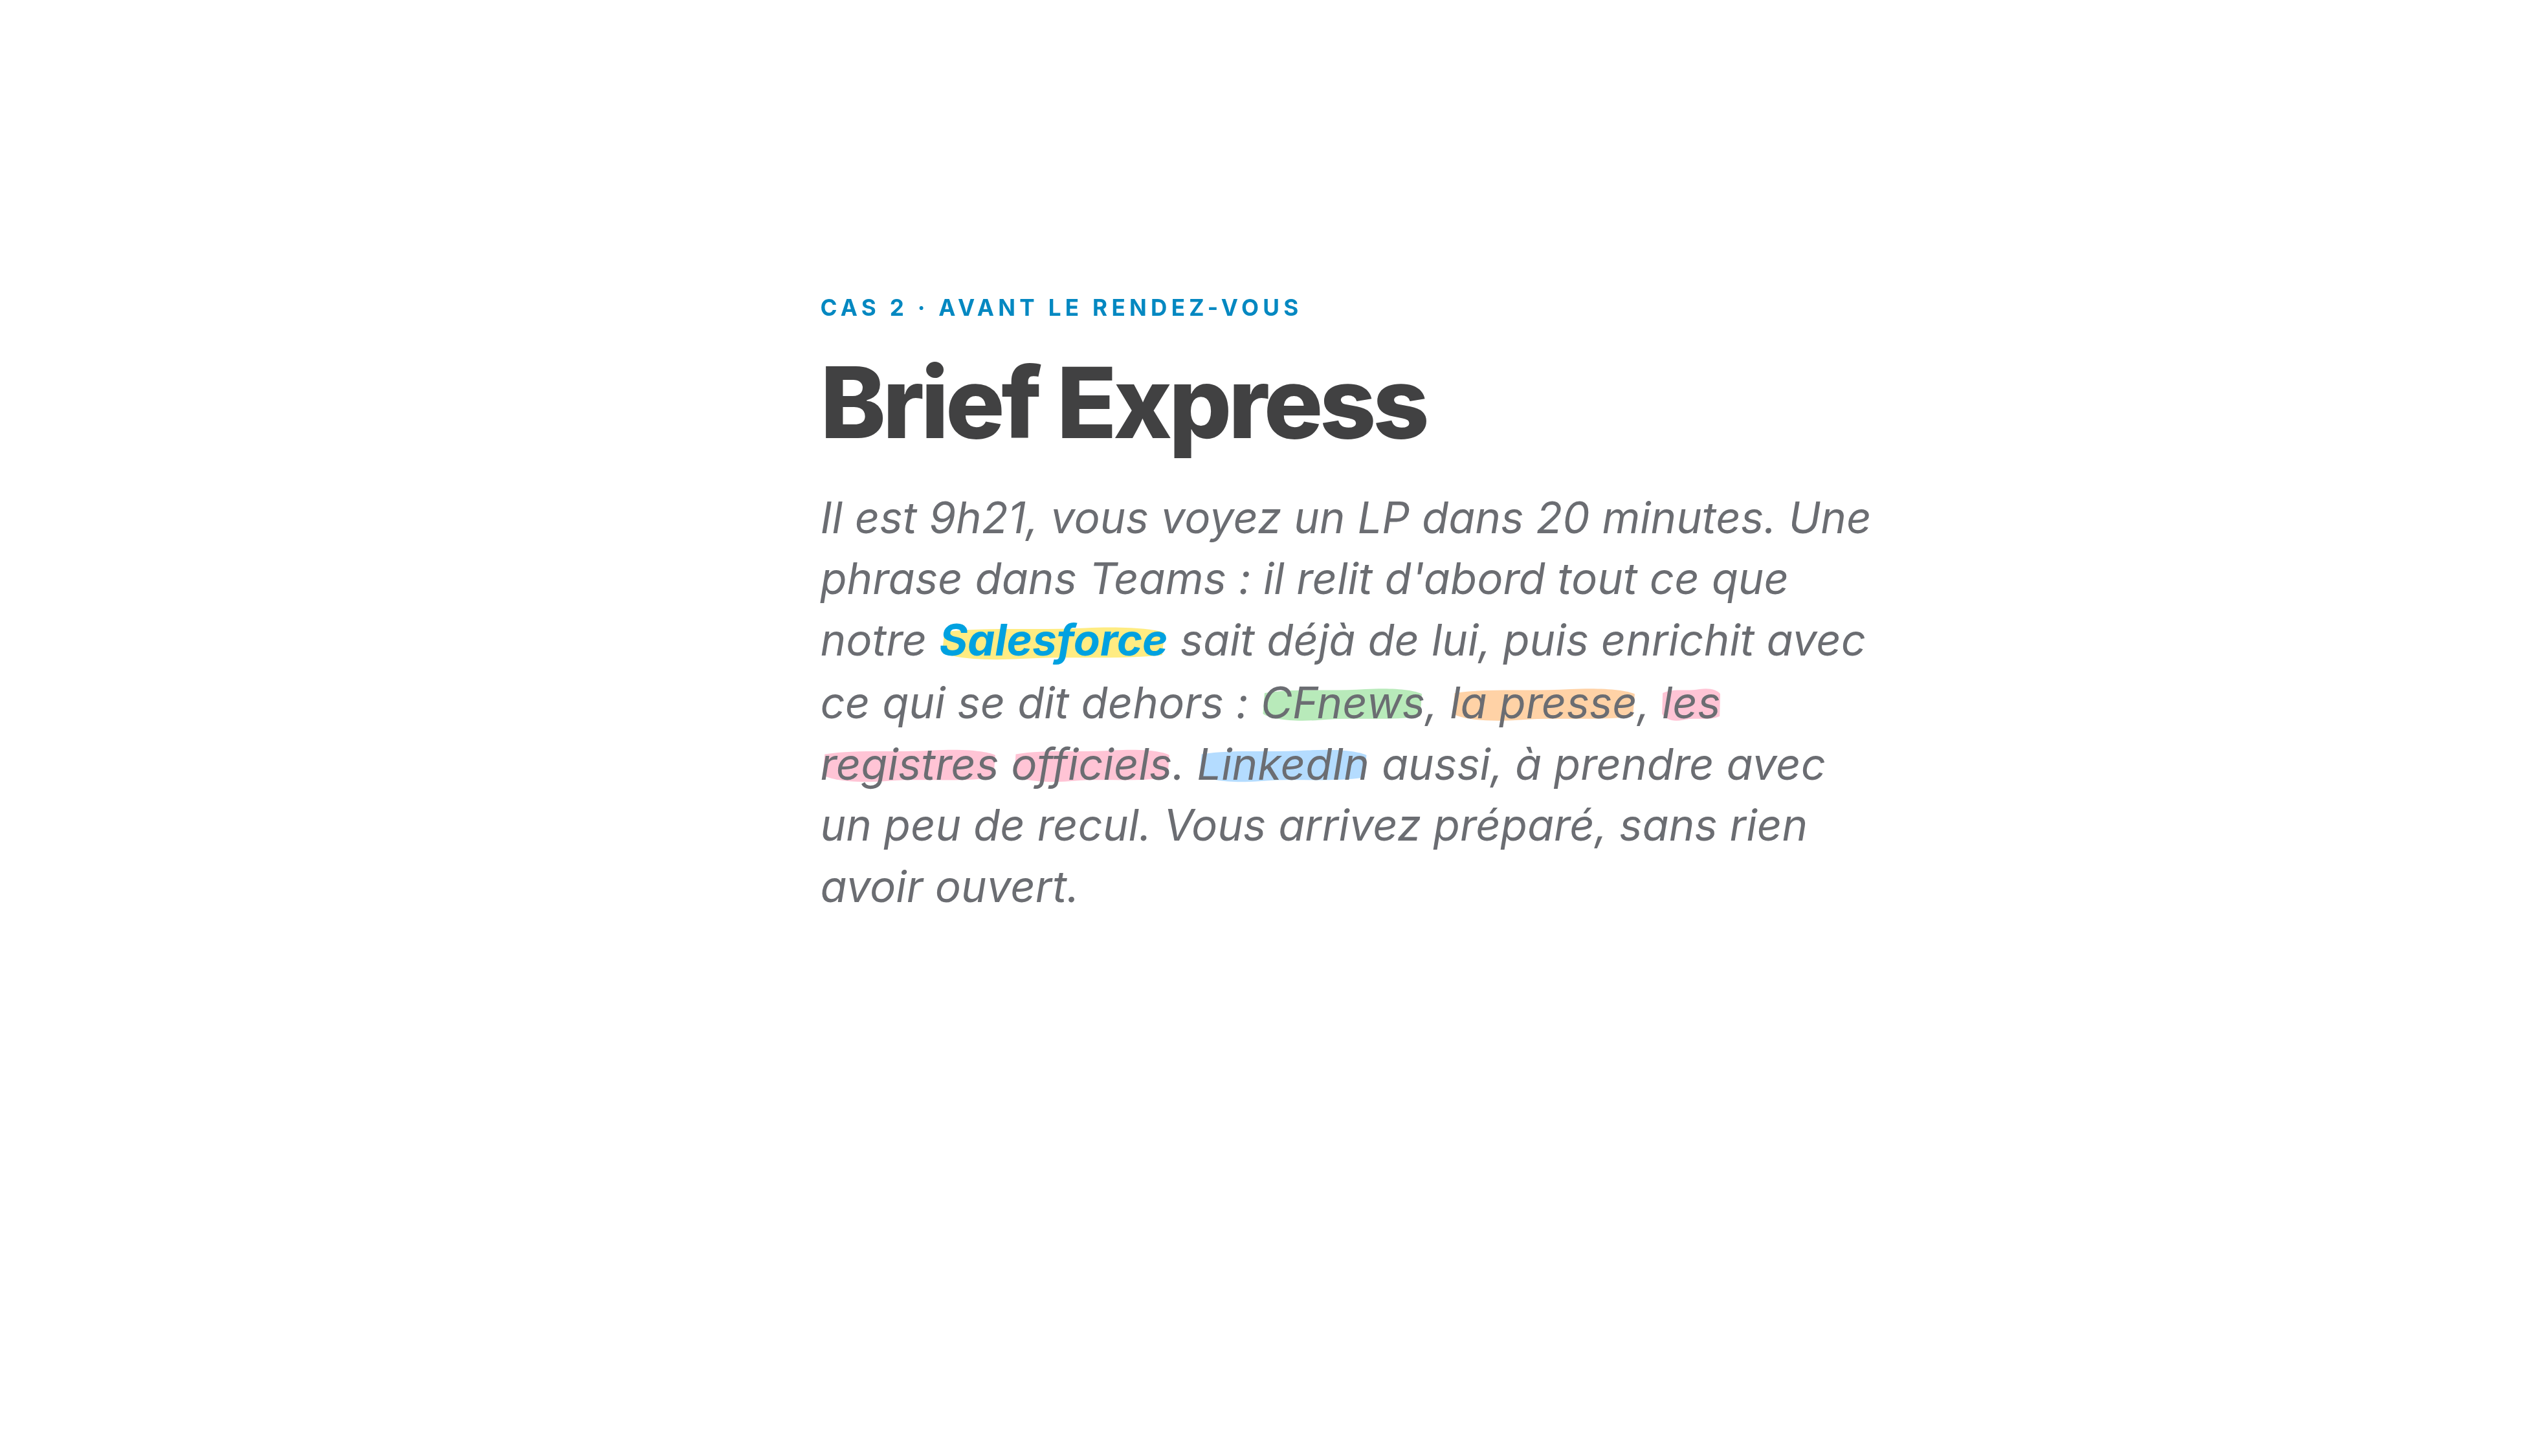 CAS 2 · AVANT LE RENDEZ-VOUS
Brief Express
Il est 9h21, vous voyez un LP dans 20 minutes. Une
phrase dans Teams : il relit d'abord tout ce que
notre Salesforce sait déjà de lui, puis enrichit avec
ce qui se dit dehors : CFnews, la presse, les
registres officiels. LinkedIn aussi, à prendre avec
un peu de recul. Vous arrivez préparé, sans rien
avoir ouvert.